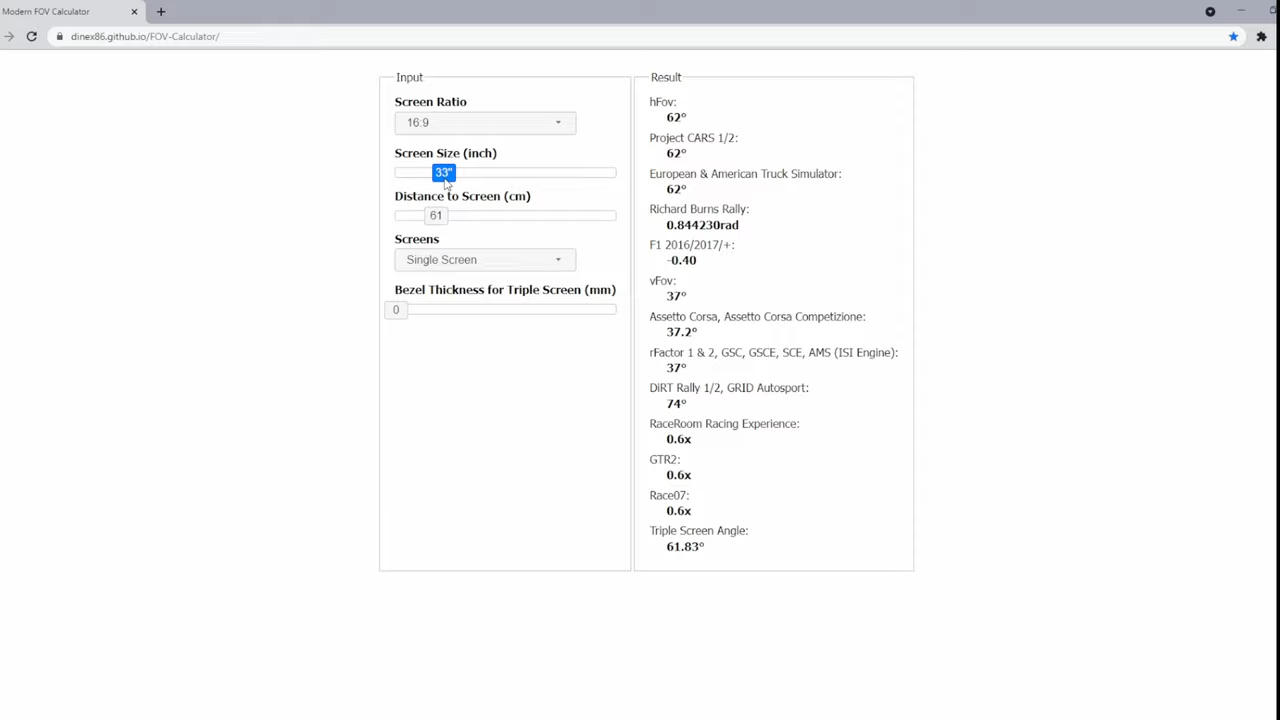 Modern FOV Calculator
dinex86.github.io/FOV-Calculator/
Input
Screen Ratio
16:9
Screen Size (inch)
33"
Distance to Screen (cm)
61
Screens
Single Screen
Bezel Thickness for Triple Screen (mm)
0
Result
hFov:
62°
Project CARS 1/2:
62°
European & American Truck Simulator:
62°
Richard Burns Rally:
0.844230rad
F1 2016/2017/+:
-0.40
vFov:
37°
Assetto Corsa, Assetto Corsa Competizione:
37.2°
rFactor 1 & 2, GSC, GSCE, SCE, AMS (ISI Engine):
37°
DiRT Rally 1/2, GRID Autosport:
74°
RaceRoom Racing Experience:
0.6x
GTR2:
0.6x
Race07:
0.6x
Triple Screen Angle:
61.83°